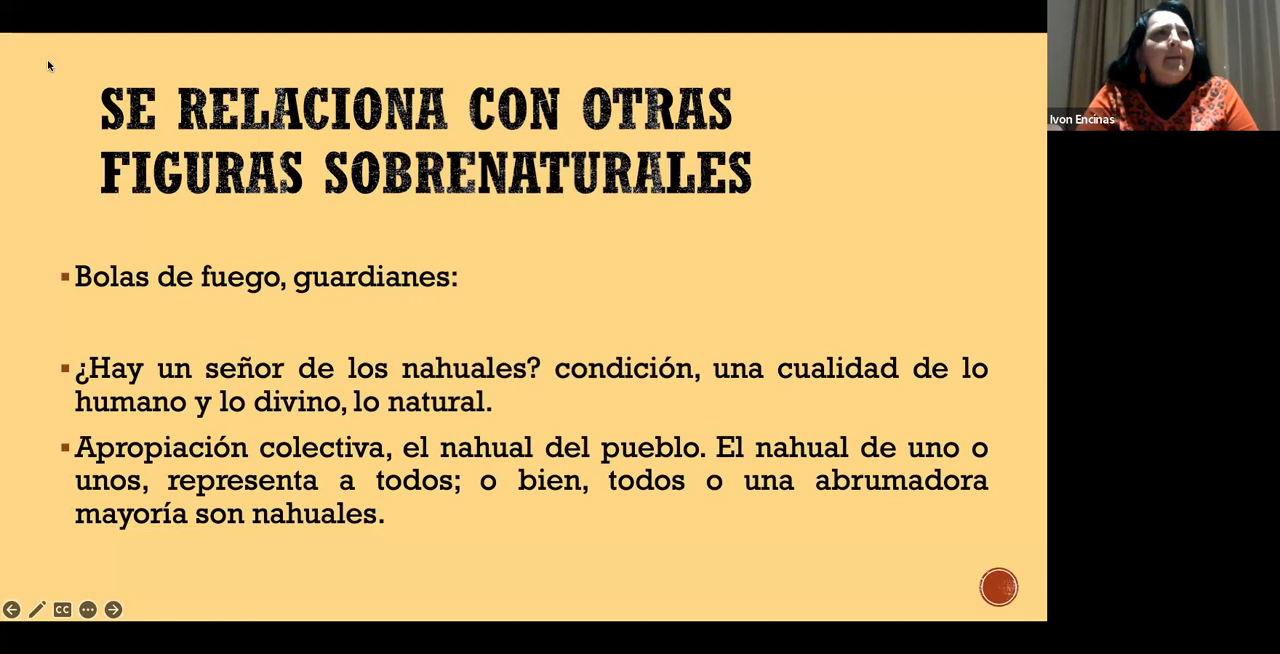 SE RELACIONA CON OTRAS
FIGURAS SOBRENATURALES
Ivon Encinas
▪ Bolas de fuego, guardianes:
▪ ¿Hay un señor de los nahuales? condición, una cualidad de lo
humano y lo divino, lo natural.
▪ Apropiación colectiva, el nahual del pueblo. El nahual de uno o
unos, representa a todos; o bien, todos o una abrumadora
mayoría son nahuales.
CC